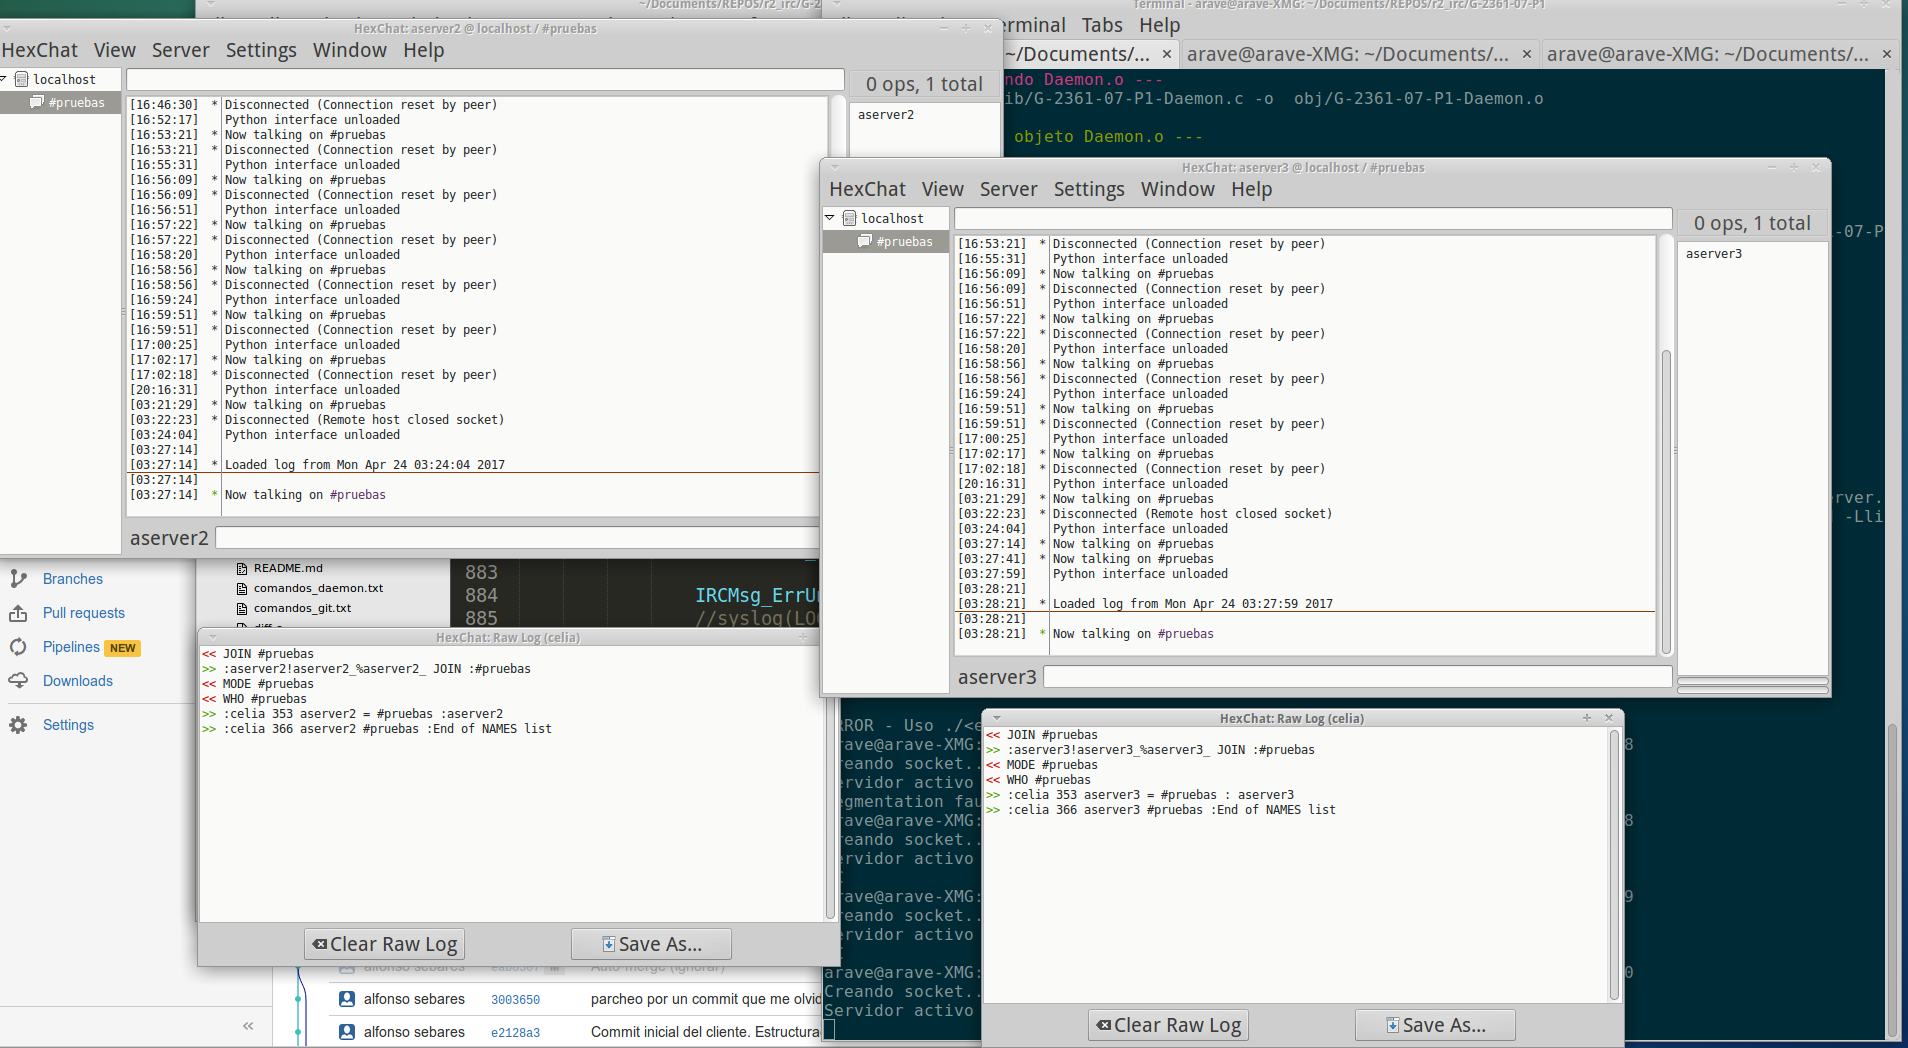 ~/Documents/REPOS/r2_irc/G-2
Terminal - arave@arave-XMG: ~/Documents/REPOS/r2_irc/G-2361-07-P1
HexChat: aserver2 @ localhost / #pruebas
erminal Tabs Help
HexChat View Server Settings Window Help
~/Documents/... × arave@arave-XMG: ~/Documents/... × arave@arave-XMG: ~/Documents/... ×
localhost
#pruebas
0 ops, 1 total
aserver2
[16:46:30] * Disconnected (Connection reset by peer)
[16:52:17] Python interface unloaded
[16:53:21] * Now talking on #pruebas
[16:53:21] * Disconnected (Connection reset by peer)
[16:55:31] Python interface unloaded
[16:56:09] * Now talking on #pruebas
[16:56:09] * Disconnected (Connection reset by peer)
[16:56:51] Python interface unloaded
[16:57:22] * Now talking on #pruebas
[16:57:22] * Disconnected (Connection reset by peer)
[16:58:20] Python interface unloaded
[16:58:56] * Now talking on #pruebas
[16:58:56] * Disconnected (Connection reset by peer)
[16:59:24] Python interface unloaded
[16:59:51] * Now talking on #pruebas
[16:59:51] * Disconnected (Connection reset by peer)
[17:00:25] Python interface unloaded
[17:02:17] * Now talking on #pruebas
[17:02:18] * Disconnected (Connection reset by peer)
[20:16:31] Python interface unloaded
[03:21:29] * Now talking on #pruebas
[03:22:23] * Disconnected (Remote host closed socket)
[03:24:04] Python interface unloaded
[03:27:14]
[03:27:14] * Loaded log from Mon Apr 24 03:24:04 2017
[03:27:14]
[03:27:14] * Now talking on #pruebas
aserver2
ndo Daemon.o ---
ib/G-2361-07-P1-Daemon.c -o obj/G-2361-07-P1-Daemon.o
objeto Daemon.o ---
-07-P
rver.
-Lli
HexChat: aserver3 @ localhost / #pruebas
HexChat View Server Settings Window Help
localhost
#pruebas
0 ops, 1 total
aserver3
[16:53:21] * Disconnected (Connection reset by peer)
[16:55:31] Python interface unloaded
[16:56:09] * Now talking on #pruebas
[16:56:09] * Disconnected (Connection reset by peer)
[16:56:51] Python interface unloaded
[16:57:22] * Now talking on #pruebas
[16:57:22] * Disconnected (Connection reset by peer)
[16:58:20] Python interface unloaded
[16:58:56] * Now talking on #pruebas
[16:58:56] * Disconnected (Connection reset by peer)
[16:59:24] Python interface unloaded
[16:59:51] * Now talking on #pruebas
[16:59:51] * Disconnected (Connection reset by peer)
[17:00:25] Python interface unloaded
[17:02:17] * Now talking on #pruebas
[17:02:18] * Disconnected (Connection reset by peer)
[20:16:31] Python interface unloaded
[03:21:29] * Now talking on #pruebas
[03:22:23] * Disconnected (Remote host closed socket)
[03:24:04] Python interface unloaded
[03:27:14] * Now talking on #pruebas
[03:27:41] * Now talking on #pruebas
[03:27:59] Python interface unloaded
[03:28:21]
[03:28:21] * Loaded log from Mon Apr 24 03:27:59 2017
[03:28:21]
[03:28:21] * Now talking on #pruebas
aserver3
Branches
Pull requests
Pipelines NEW
Downloads
Settings
README.md
comandos_daemon.txt
comandos_git.txt
883
884 IRCMsg_ErrU
885 //syslog(LO
HexChat: Raw Log (celia)
<< JOIN #pruebas
>> :aserver2!aserver2_%aserver2_ JOIN :#pruebas
<< MODE #pruebas
<< WHO #pruebas
>> :celia 353 aserver2 = #pruebas :aserver2
>> :celia 366 aserver2 #pruebas :End of NAMES list
Clear Raw Log Save As...
HexChat: Raw Log (celia)
<< JOIN #pruebas
>> :aserver3!aserver3_%aserver3_ JOIN :#pruebas
<< MODE #pruebas
<< WHO #pruebas
>> :celia 353 aserver3 = #pruebas : aserver3
>> :celia 366 aserver3 #pruebas :End of NAMES list
Clear Raw Log Save As...
RROR - Uso ./<e
rave@arave-XMG: 8
reando socket..
ervidor activo
egmentation fau
rave@arave-XMG: 8
reando socket..
ervidor activo
rave@arave-XMG: 9
reando socket..
ervidor activo
arave@arave-XMG: 0
Creando socket..
Servidor activo
alfonso sebares eab6307 M Auto merge (ignorar)
alfonso sebares 3003650 parcheo por un commit que me olvid
alfonso sebares e2128a3 Commit inicial del cliente. Estructura
«